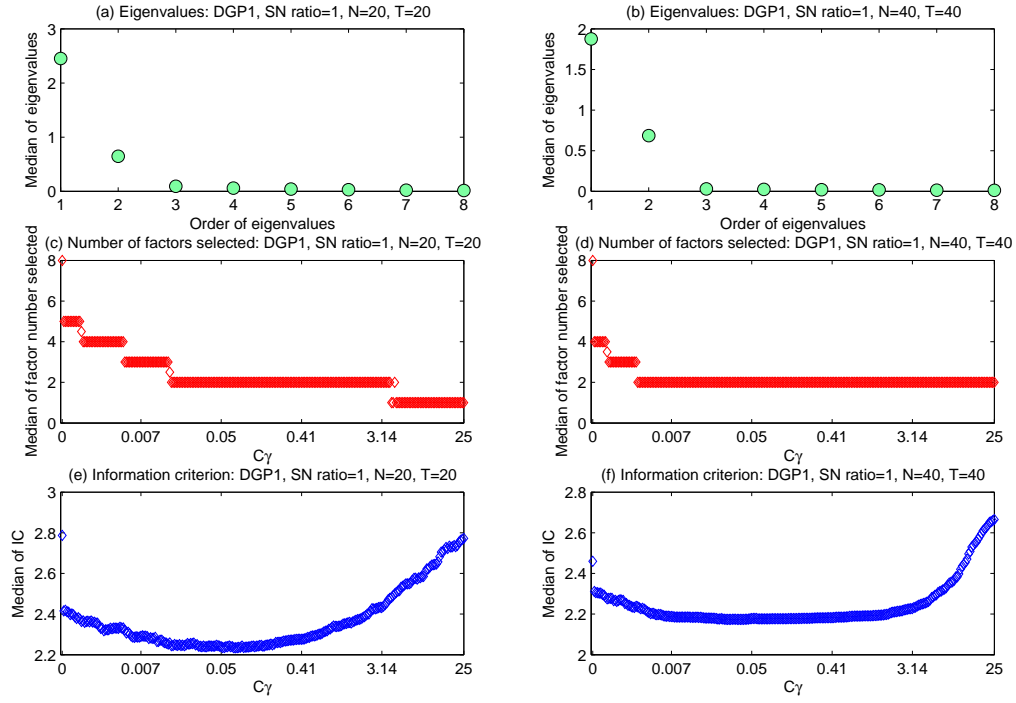 (a) Eigenvalues: DGP1, SN ratio=1, N=20, T=20
3
2
1
0
1 2 3 4 5 6 7 8
Median of eigenvalues
Order of eigenvalues
(b) Eigenvalues: DGP1, SN ratio=1, N=40, T=40
2
1.5
1
0.5
0
1 2 3 4 5 6 7 8
Median of eigenvalues
Order of eigenvalues
(c) Number of factors selected: DGP1, SN ratio=1, N=20, T=20
8
6
4
2
0
0 0.007 0.05 0.41 3.14 25
Median of factor number selected
Cγ
(d) Number of factors selected: DGP1, SN ratio=1, N=40, T=40
8
6
4
2
0
0 0.007 0.05 0.41 3.14 25
Median of factor number selected
Cγ
(e) Information criterion: DGP1, SN ratio=1, N=20, T=20
3
2.8
2.6
2.4
2.2
0 0.007 0.05 0.41 3.14 25
Median of IC
Cγ
(f) Information criterion: DGP1, SN ratio=1, N=40, T=40
2.8
2.6
2.4
2.2
2
0 0.007 0.05 0.41 3.14 25
Median of IC
Cγ